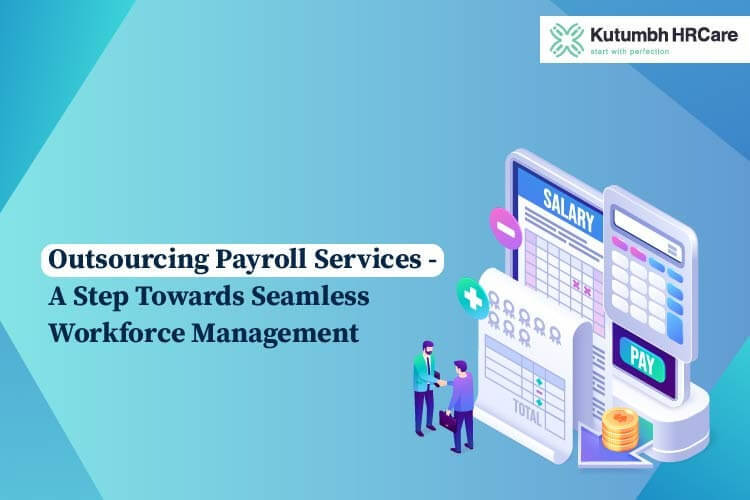 Kutumbh HRCare
start with perfection
Outsourcing Payroll Services -
A Step Towards Seamless
Workforce Management
SALARY
PAY
TOTAL